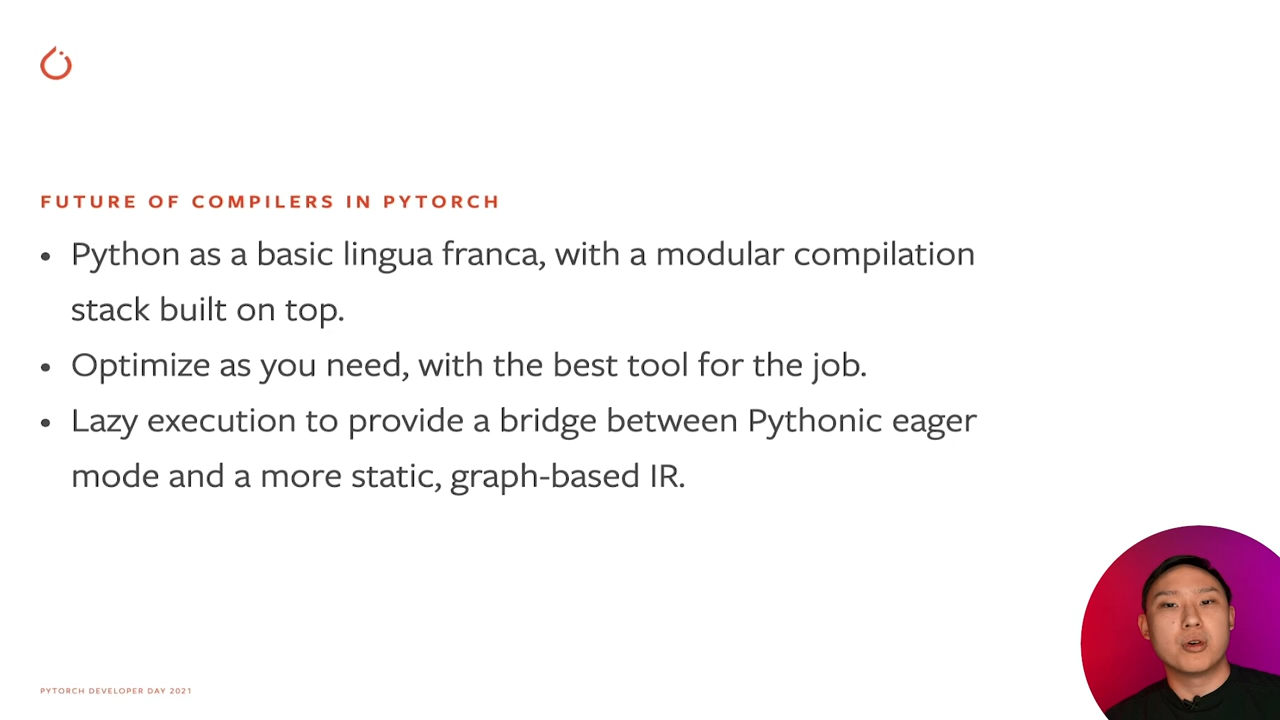 FUTURE OF COMPILERS IN PYTORCH
• Python as a basic lingua franca, with a modular compilation
stack built on top.
• Optimize as you need, with the best tool for the job.
• Lazy execution to provide a bridge between Pythonic eager
mode and a more static, graph-based IR.
PYTORCH DEVELOPER DAY 2021